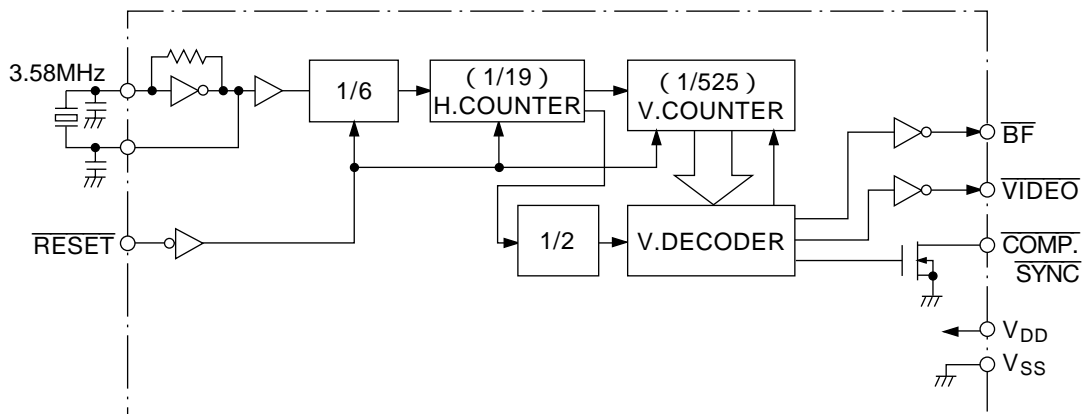 3.58MHz
1/6
(1/19)
H.COUNTER
(1/525)
V.COUNTER
BF
VIDEO
RESET
1/2
V.DECODER
COMP.
SYNC
VDD
VSS